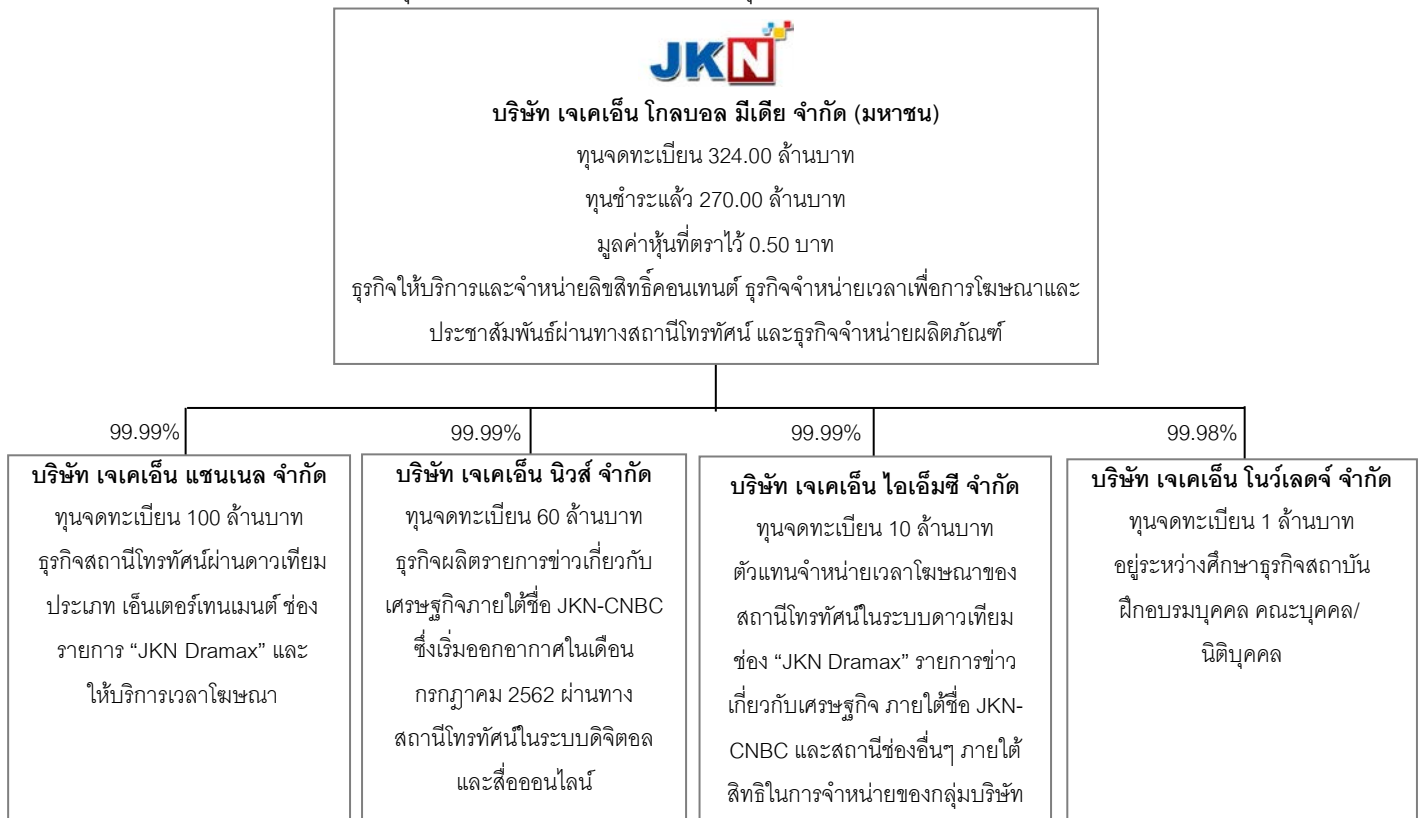 JKN
บริษัท เจเคเอ็น โกลบอล มีเดีย จำกัด (มหาชน)
ทุนจดทะเบียน 324.00 ล้านบาท
ทุนชำระแล้ว 270.00 ล้านบาท
มูลค่าหุ้นที่ตราไว้ 0.50 บาท
ธุรกิจให้บริการและจำหน่ายลิขสิทธิ์คอนเทนต์ ธุรกิจจำหน่ายเวลาเพื่อการโฆษณาและ
ประชาสัมพันธ์ผ่านทางสถานีโทรทัศน์ และธุรกิจจำหน่ายผลิตภัณฑ์
99.99%
บริษัท เจเคเอ็น แชนเนล จำกัด
ทุนจดทะเบียน 100 ล้านบาท
ธุรกิจสถานีโทรทัศน์ผ่านดาวเทียม
ประเภท เอ็นเตอร์เทนเมนต์ ช่อง
รายการ “JKN Dramax” และ
ให้บริการเวลาโฆษณา
99.99%
บริษัท เจเคเอ็น นิวส์ จำกัด
ทุนจดทะเบียน 60 ล้านบาท
ธุรกิจผลิตรายการข่าวเกี่ยวกับ
เศรษฐกิจภายใต้ชื่อ JKN-CNBC
ซึ่งเริ่มออกอากาศในเดือน
กรกฎาคม 2562 ผ่านทาง
สถานีโทรทัศน์ในระบบดิจิตอล
และสื่อออนไลน์
99.99%
บริษัท เจเคเอ็น ไอเอ็มซี จำกัด
ทุนจดทะเบียน 10 ล้านบาท
ตัวแทนจำหน่ายเวลาโฆษณาของ
สถานีโทรทัศน์ในระบบดาวเทียม
ช่อง “JKN Dramax” รายการข่าว
เกี่ยวกับเศรษฐกิจ ภายใต้ชื่อ JKN-
CNBC และสถานีช่องอื่นๆ ภายใต้
สิทธิในการจำหน่ายของกลุ่มบริษัท
99.98%
บริษัท เจเคเอ็น โนว์เลดจ์ จำกัด
ทุนจดทะเบียน 1 ล้านบาท
อยู่ระหว่างศึกษาธุรกิจสถาบัน
ฝึกอบรมบุคคล คณะบุคคล/
นิติบุคคล